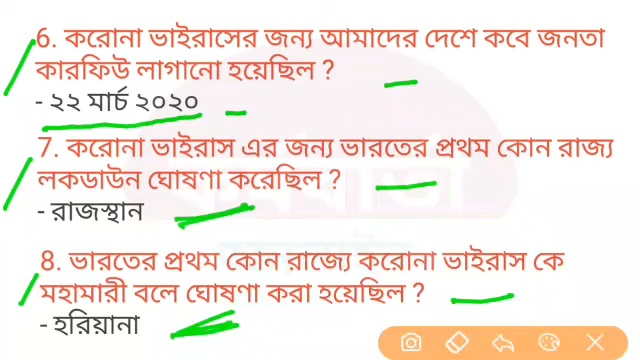 6. করোনা ভাইরাসের জন্য আমাদের দেশে কবে জনতা
কারফিউ লাগানো হয়েছিল ?
- ২২ মার্চ ২০২০
7. করোনা ভাইরাস এর জন্য ভারতের প্রথম কোন রাজ্য
লকডাউন ঘোষণা করেছিল ?
- রাজস্থান
8. ভারতের প্রথম কোন রাজ্যে করোনা ভাইরাস কে
মহামারী বলে ঘোষণা করা হয়েছিল ?
- হরিয়ানা